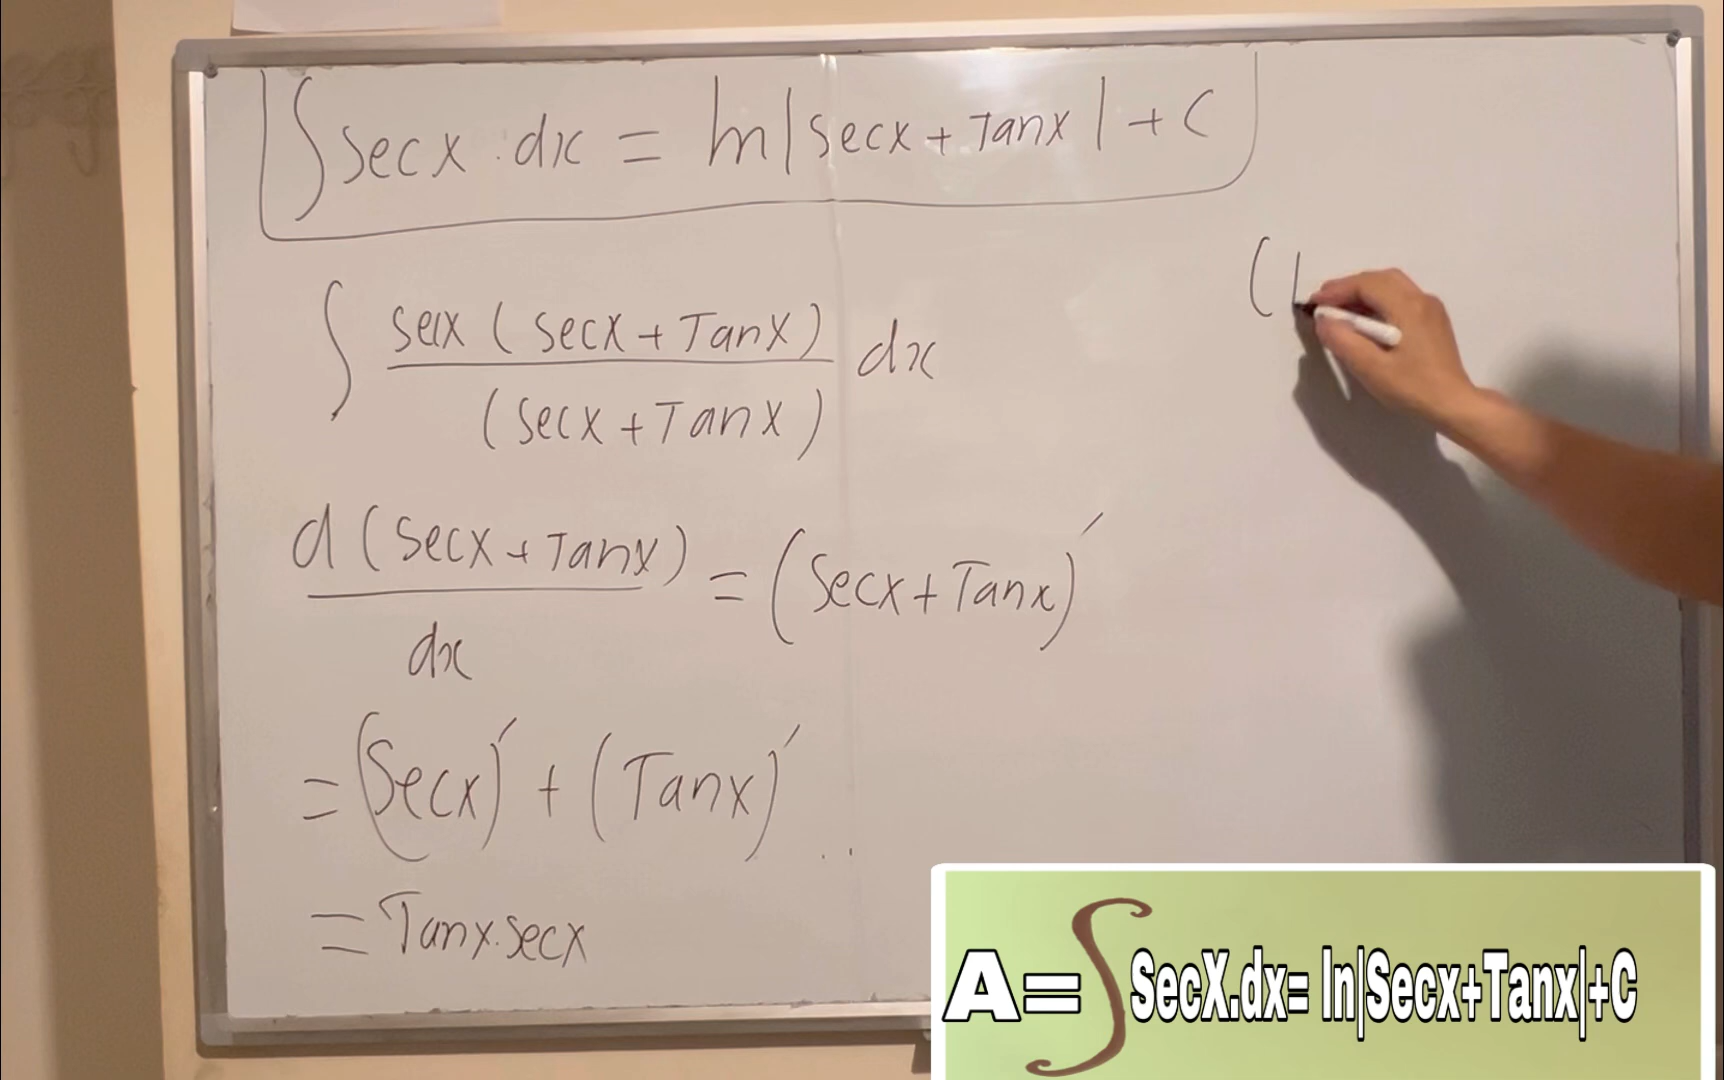 ∫secx.dx = ln|secx+Tanx|+C
∫ secx(secx+Tanx)
(secx+Tanx) dx
d(secx+Tanx)
dx = (Secx+Tanx)′
=(Secx)′+(Tanx)′
=Tanx.secx
(
A=∫SecX.dx= ln|Secx+Tanx|+C